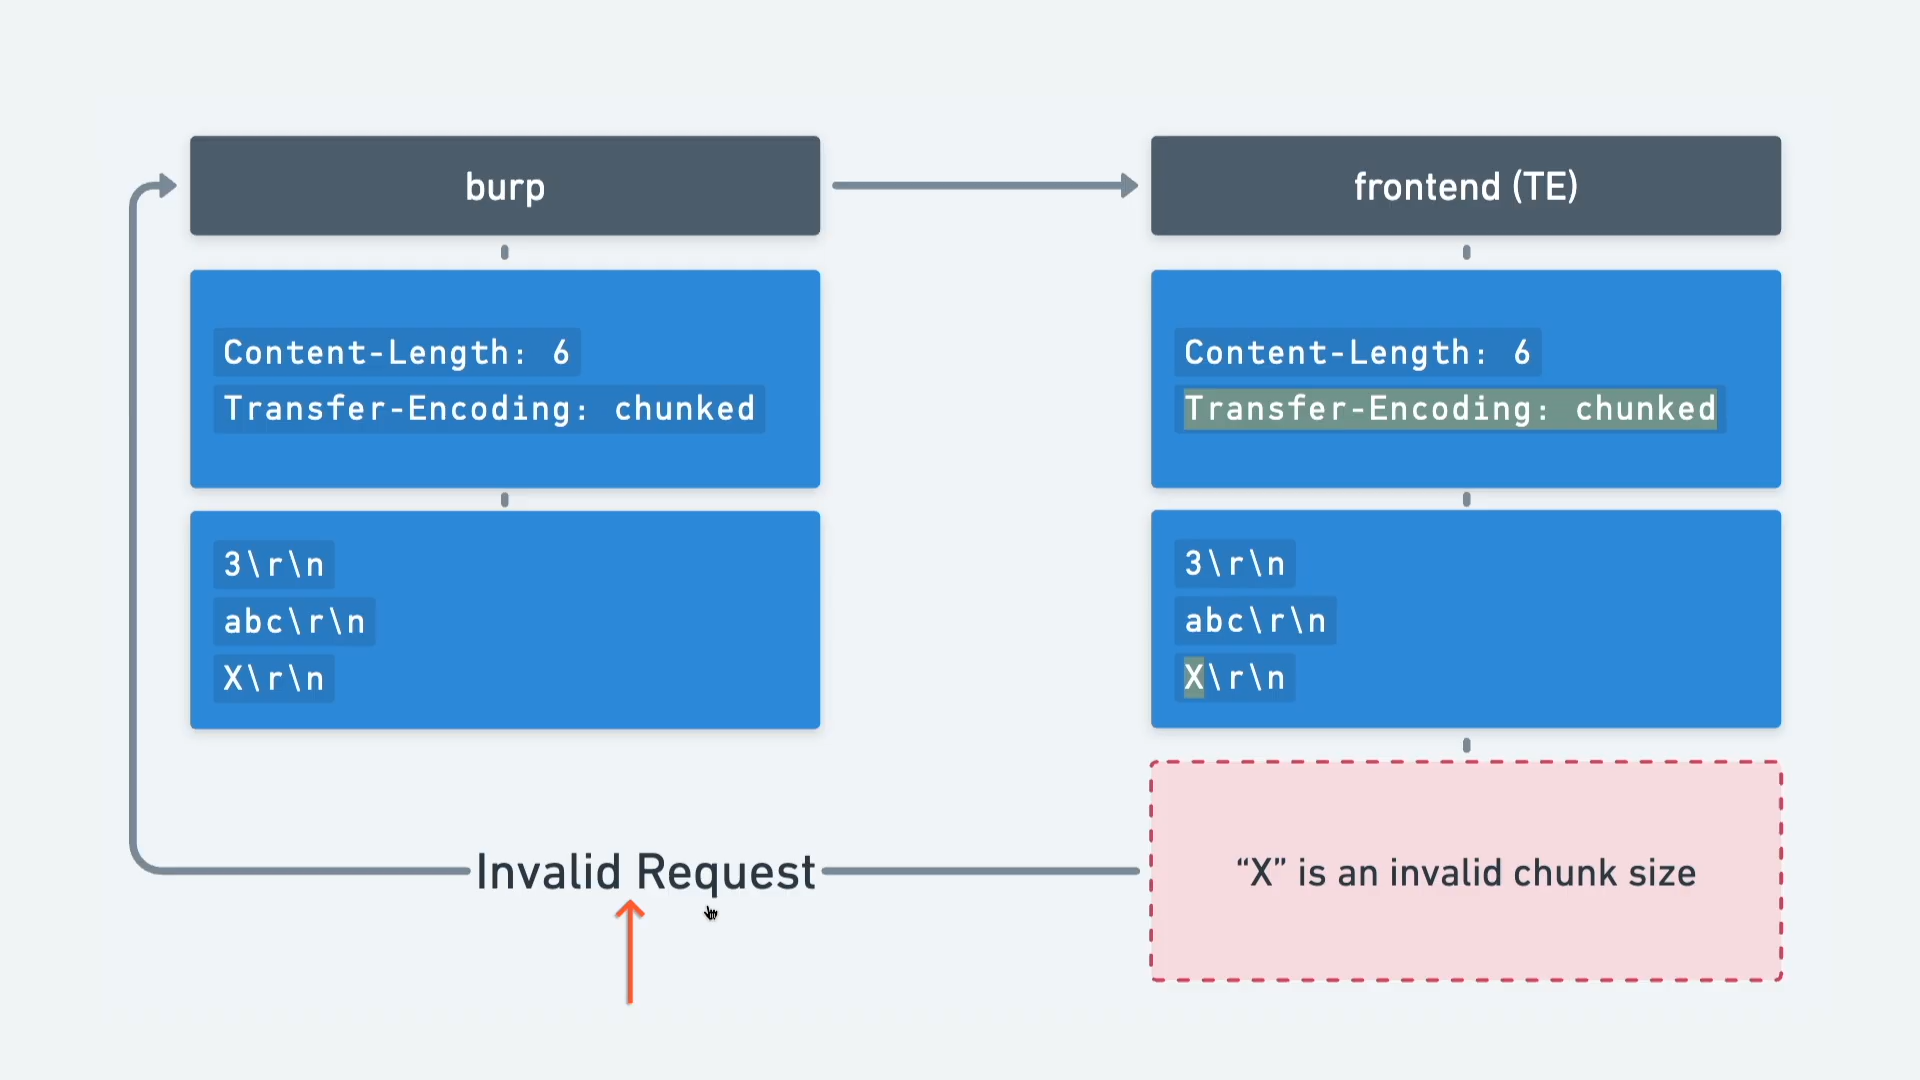 burp
frontend (TE)
Content-Length: 6
Transfer-Encoding: chunked
Content-Length: 6
Transfer-Encoding: chunked
3\r\n
abc\r\n
X\r\n
3\r\n
abc\r\n
X\r\n
Invalid Request
“X” is an invalid chunk size